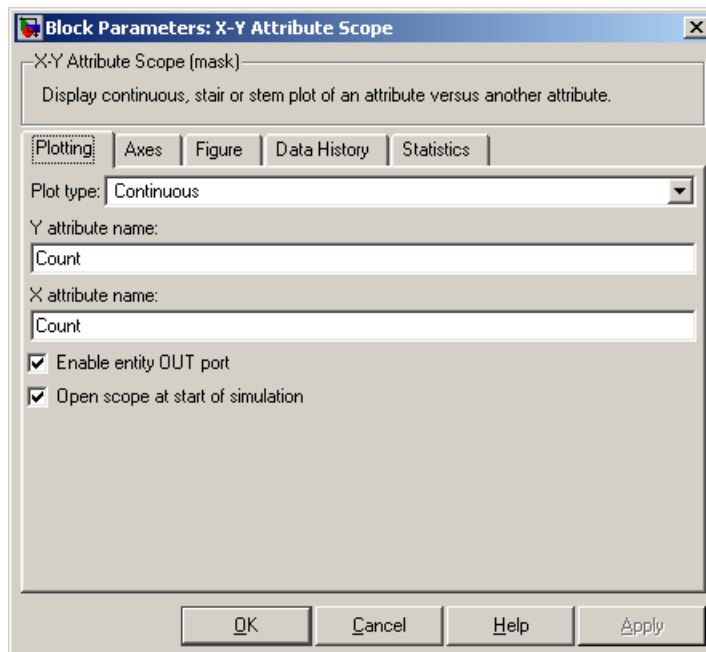 Block Parameters: X-Y Attribute Scope
X-Y Attribute Scope (mask)
Display continuous, stair or stem plot of an attribute versus another attribute.
Plotting Axes Figure Data History Statistics
Plot type: Continuous
Y attribute name:
Count
X attribute name:
Count
Enable entity OUT port
Open scope at start of simulation
OK Cancel Help Apply